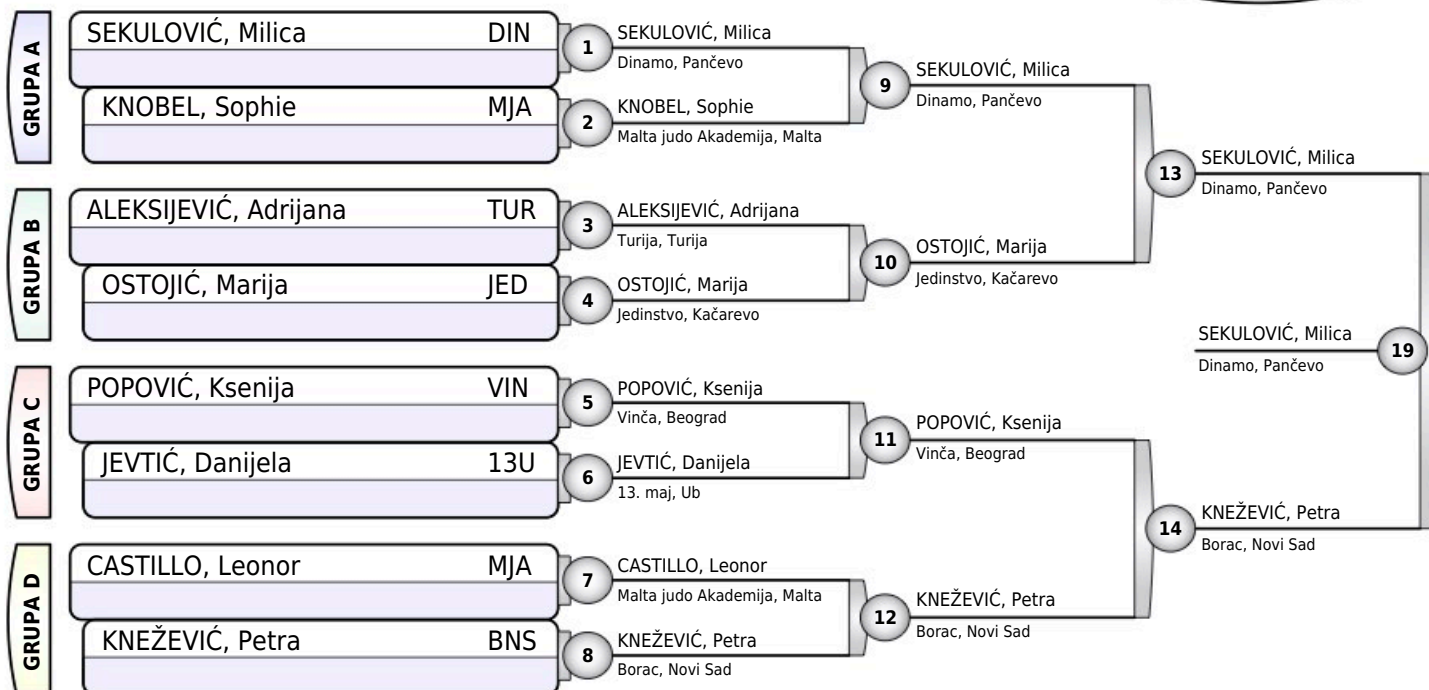 GRUPA A
SEKULOVIĆ, Milica DIN
KNOBEL, Sophie MJA
GRUPA B
ALEKSIJEVIĆ, Adrijana TUR
OSTOJIĆ, Marija JED
GRUPA C
POPOVIĆ, Ksenija VIN
JEVTIĆ, Danijela 13U
GRUPA D
CASTILLO, Leonor MJA
KNEŽEVIĆ, Petra BNS
1
SEKULOVIĆ, Milica
Dinamo, Pančevo
2
KNOBEL, Sophie
Malta judo Akademija, Malta
3
ALEKSIJEVIĆ, Adrijana
Turija, Turija
4
OSTOJIĆ, Marija
Jedinstvo, Kačarevo
5
POPOVIĆ, Ksenija
Vinča, Beograd
6
JEVTIĆ, Danijela
13. maj, Ub
7
CASTILLO, Leonor
Malta judo Akademija, Malta
8
KNEŽEVIĆ, Petra
Borac, Novi Sad
9
SEKULOVIĆ, Milica
Dinamo, Pančevo
10
OSTOJIĆ, Marija
Jedinstvo, Kačarevo
11
POPOVIĆ, Ksenija
Vinča, Beograd
12
KNEŽEVIĆ, Petra
Borac, Novi Sad
13
SEKULOVIĆ, Milica
Dinamo, Pančevo
14
KNEŽEVIĆ, Petra
Borac, Novi Sad
SEKULOVIĆ, Milica
Dinamo, Pančevo
19